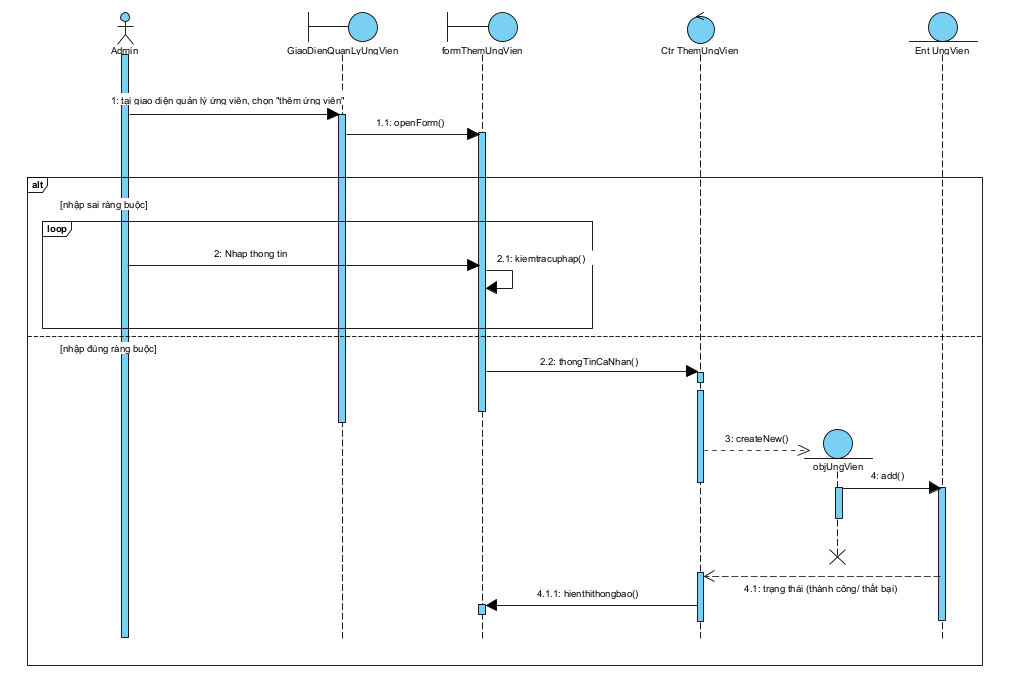 Admin
GiaoDienQuanLyUngVien
formThemUngVien
Ctr ThemUngVien
Ent UngVien
1: tại giao diện quản lý ứng viên, chọn "thêm ứng viên"
1.1: openForm()
alt
[nhập sai ràng buộc]
loop
2: Nhap thong tin
2.1: kiemtracuphap()
[nhập đúng ràng buộc]
2.2: thongTinCaNhan()
3: createNew()
objUngVien
4: add()
4.1: trạng thái (thành công/ thất bại)
4.1.1: hienthithongbao()